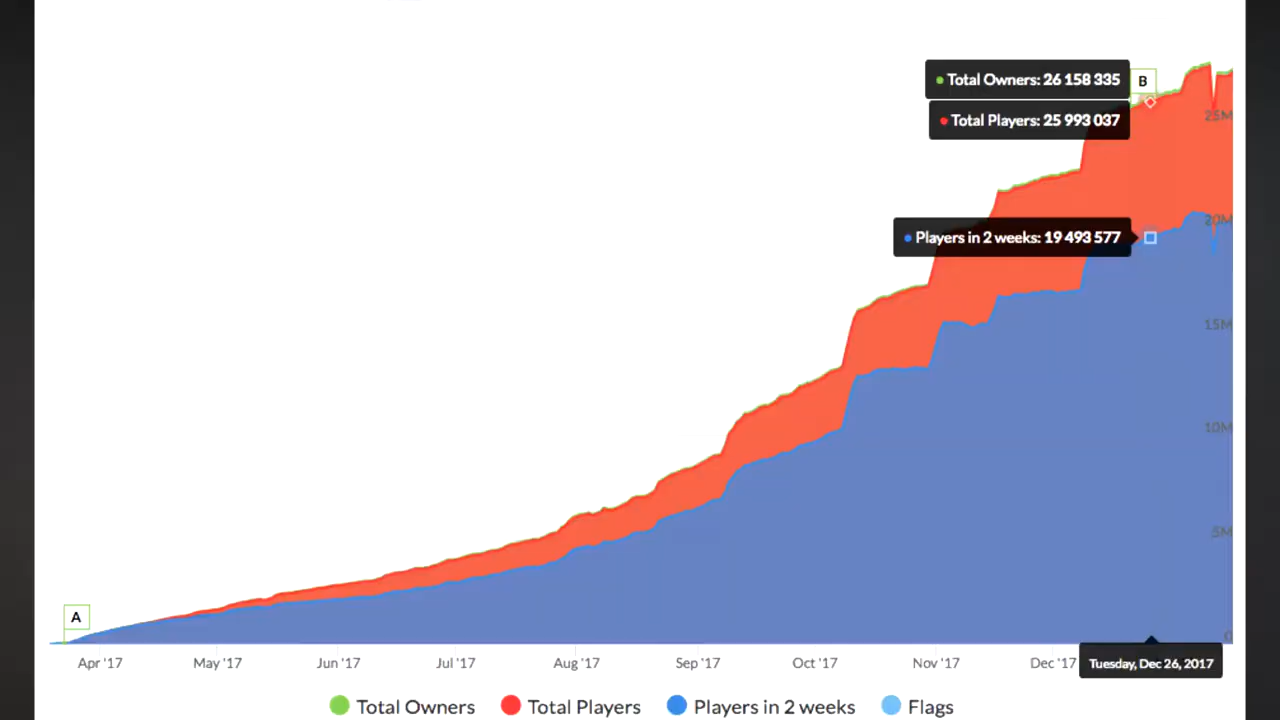 Total Owners: 26 158 335
B
Total Players: 25 993 037
25M
20M
Players in 2 weeks: 19 493 577
15M
10M
5M
A
0
Apr '17 May '17 Jun '17 Jul '17 Aug '17 Sep '17 Oct '17 Nov '17 Dec '17
Tuesday, Dec 26, 2017
Total Owners Total Players Players in 2 weeks Flags